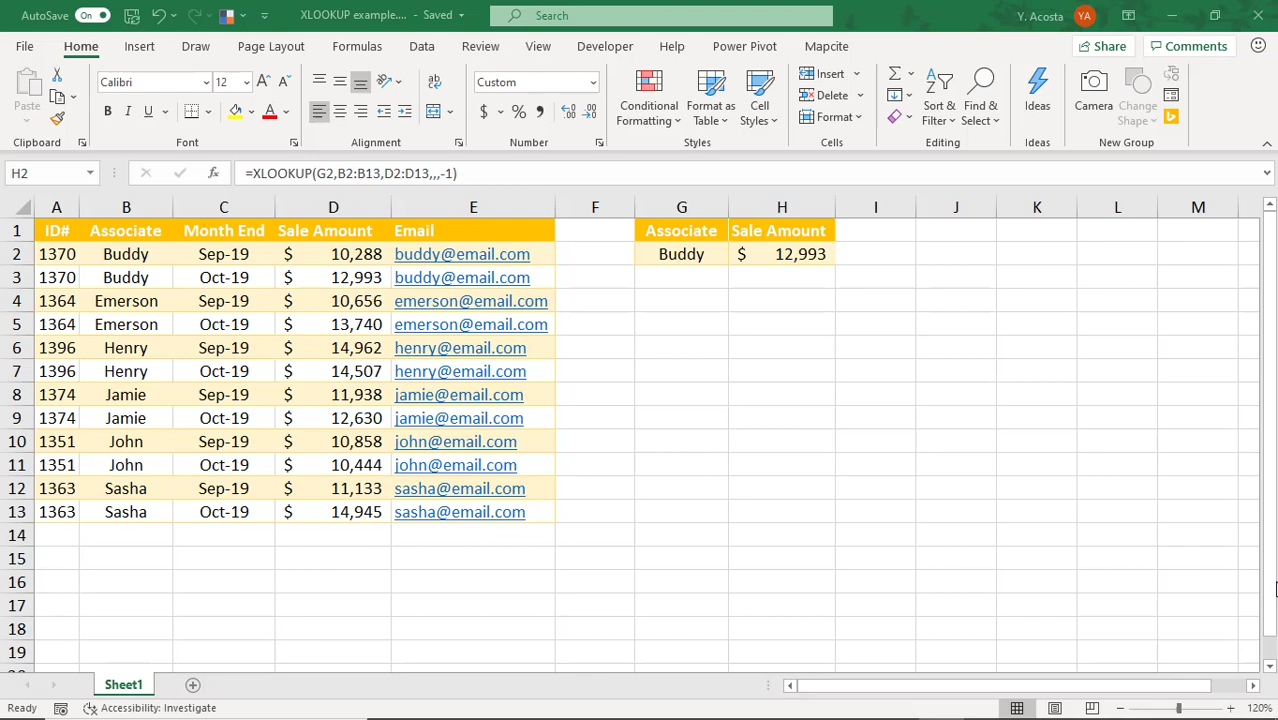 AutoSave On XLOOKUP example.... - Saved Search Y. Acosta YA
File Home Insert Draw Page Layout Formulas Data Review View Developer Help Power Pivot Mapcite Share Comments
Paste Calibri 12 A A ab Custom Conditional Formatting Format as Table Cell Styles Insert Delete Format Sort & Filter Find & Select Ideas Camera Change Shape
B I U A $ % ,
Clipboard Font Alignment Number Styles Cells Editing Ideas New Group
H2 fx =XLOOKUP(G2,B2:B13,D2:D13,,,-1)
A B C D E F G H I J K L M
1 ID# Associate Month End Sale Amount Email Associate Sale Amount
2 1370 Buddy Sep-19 $ 10,288 buddy@email.com Buddy $ 12,993
3 1370 Buddy Oct-19 $ 12,993 buddy@email.com
4 1364 Emerson Sep-19 $ 10,656 emerson@email.com
5 1364 Emerson Oct-19 $ 13,740 emerson@email.com
6 1396 Henry Sep-19 $ 14,962 henry@email.com
7 1396 Henry Oct-19 $ 14,507 henry@email.com
8 1374 Jamie Sep-19 $ 11,938 jamie@email.com
9 1374 Jamie Oct-19 $ 12,630 jamie@email.com
10 1351 John Sep-19 $ 10,858 john@email.com
11 1351 John Oct-19 $ 10,444 john@email.com
12 1363 Sasha Sep-19 $ 11,133 sasha@email.com
13 1363 Sasha Oct-19 $ 14,945 sasha@email.com
14
15
16
17
18
19
Sheet1
Ready Accessibility: Investigate 120%